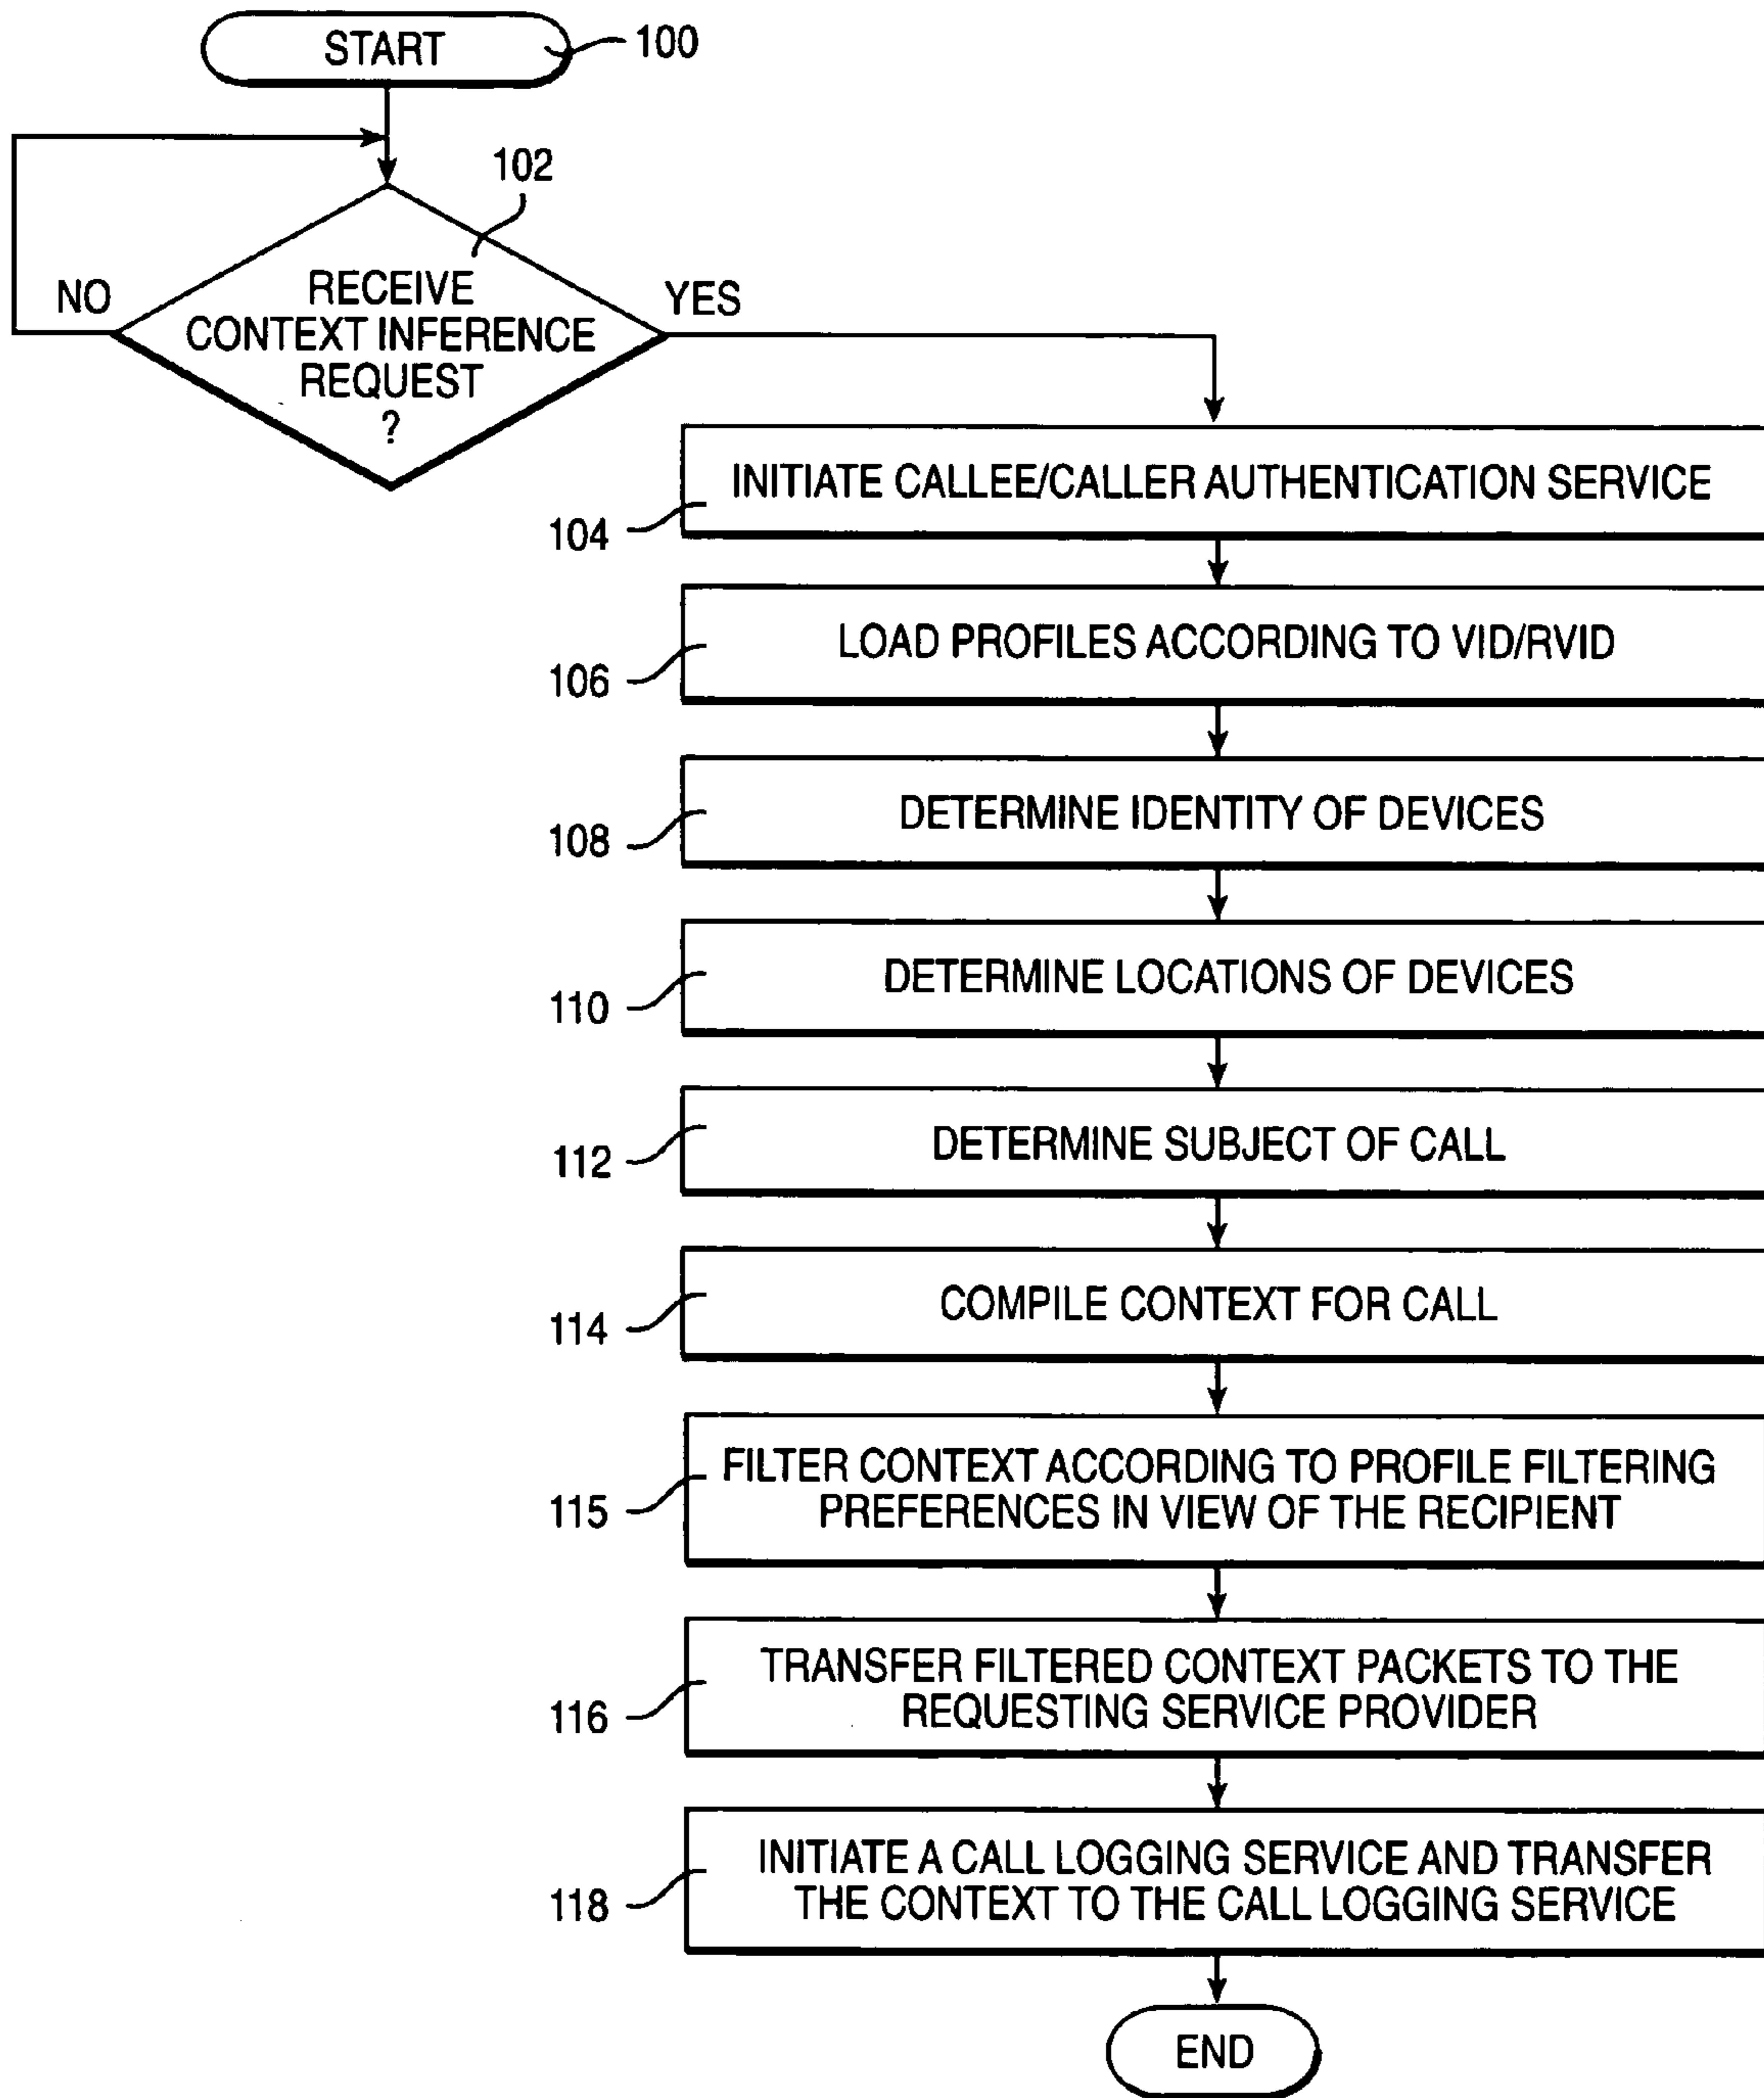 START
100
102
NO
YES
RECEIVE
CONTEXT INFERENCE
REQUEST
?
INITIATE CALLEE/CALLER AUTHENTICATION SERVICE
104
LOAD PROFILES ACCORDING TO VID/RVID
106
DETERMINE IDENTITY OF DEVICES
108
DETERMINE LOCATIONS OF DEVICES
110
DETERMINE SUBJECT OF CALL
112
COMPILE CONTEXT FOR CALL
114
FILTER CONTEXT ACCORDING TO PROFILE FILTERING
PREFERENCES IN VIEW OF THE RECIPIENT
115
TRANSFER FILTERED CONTEXT PACKETS TO THE
REQUESTING SERVICE PROVIDER
116
INITIATE A CALL LOGGING SERVICE AND TRANSFER
THE CONTEXT TO THE CALL LOGGING SERVICE
118
END